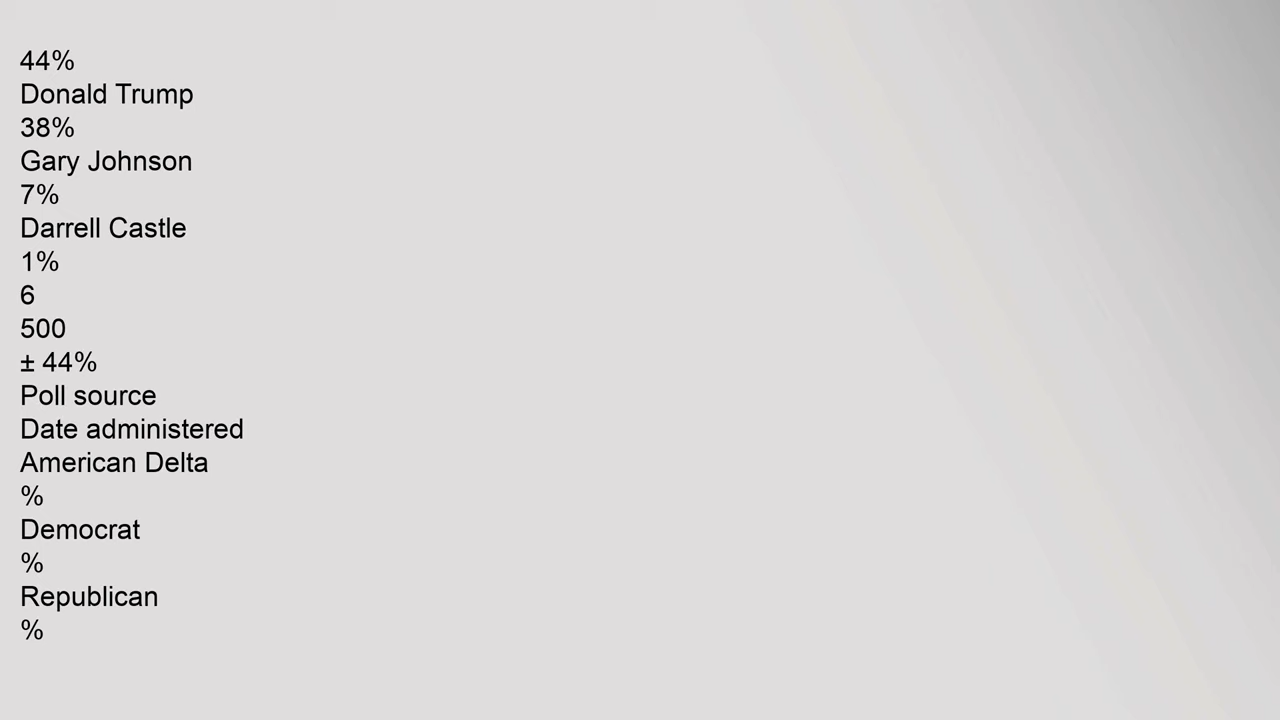 44%
Donald Trump
38%
Gary Johnson
7%
Darrell Castle
1%
6
500
± 44%
Poll source
Date administered
American Delta
%
Democrat
%
Republican
%